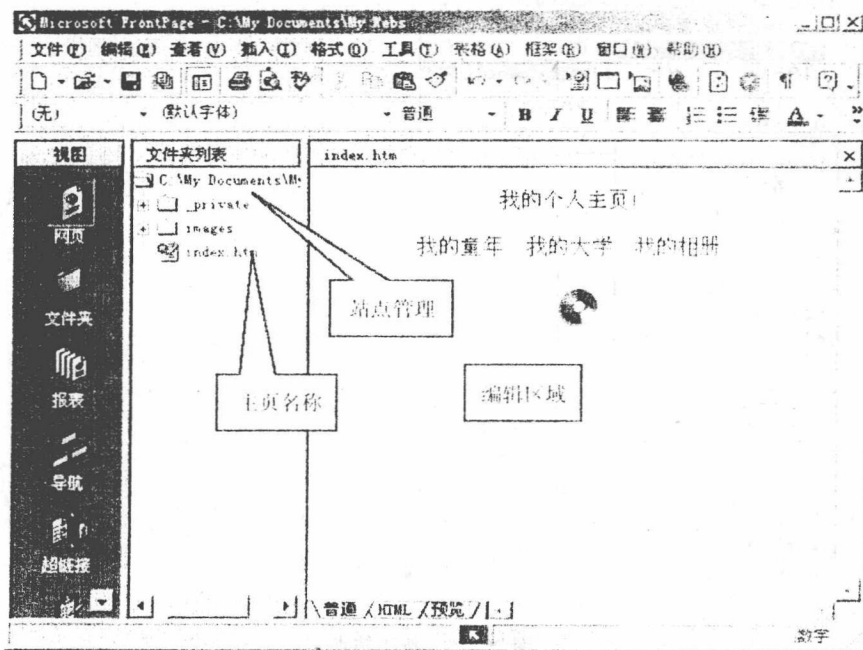 Microsoft FrontPage - C:\My Documents\My Webs
文件(F) 编辑(E) 查看(V) 插入(I) 格式(O) 工具(T) 表格(A) 框架(R) 窗口(W) 帮助(H)
(无) (默认字体) 普通 B I U A
视图 文件夹列表 index.htm
C:\My Documents\My
_private
images
index.htm
网页
文件夹
报表
导航
超链接
我的个人主页
我的童年 我的大学 我的相册
站点管理
主页名称
编辑区域
普通 HTML 预览
数字